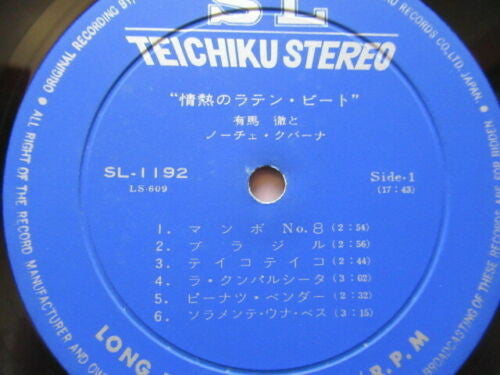 SL
TEICHIKU STEREO
"情熱のラテン・ビート"
有馬 徹と
ノーチェ・クバーナ
SL-1192
LS-609
Side-1
(17:43)
1. マンボ No.8 (2:54)
2. ブラジル (2:56)
3. テイコテイコ (2:44)
4. ラ・クンパルシータ (3:02)
5. ピーナツ・ベンダー (2:32)
6. ソラメンテ・ウナ・ベス (3:15)
ORIGINAL RECORDING BY
RECORDS CO. LTD. JAPAN
ALL RIGHT OF THE RECORD MANUFACTURER AND
BROADCASTING OF THESE RECORD
LONG
R.P.M